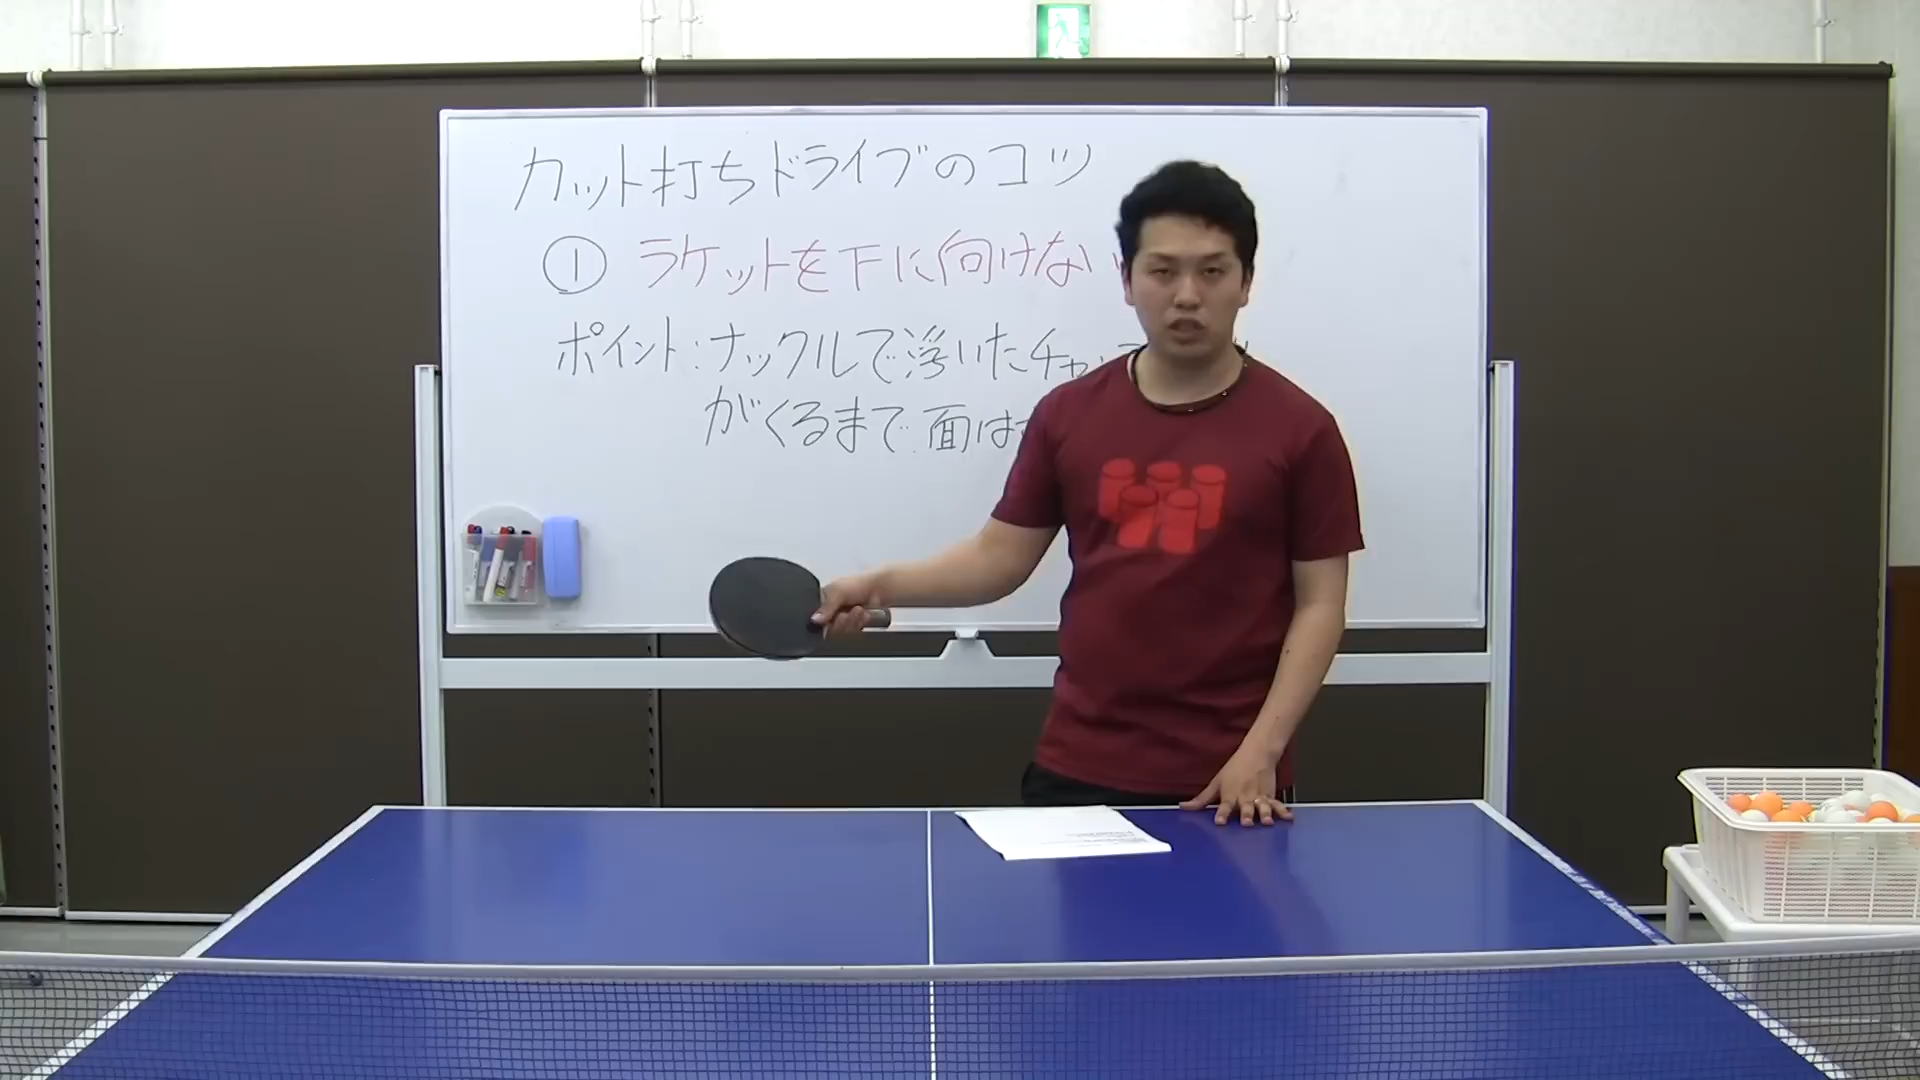 カット打ちドライブのコツ
① ラケットを下に向けない
ポイント:ナックルで浮いたチャ
がくるまで面は